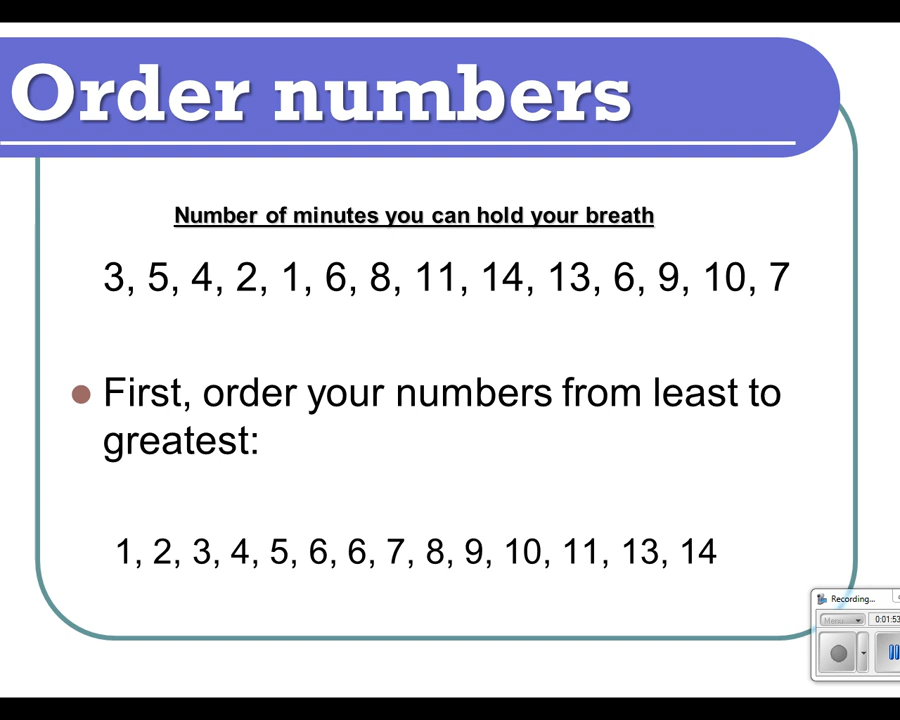 Order numbers
Number of minutes you can hold your breath
3, 5, 4, 2, 1, 6, 8, 11, 14, 13, 6, 9, 10, 7
First, order your numbers from least to
greatest:
1, 2, 3, 4, 5, 6, 6, 7, 8, 9, 10, 11, 13, 14
Recording...
Menu
0:01:53